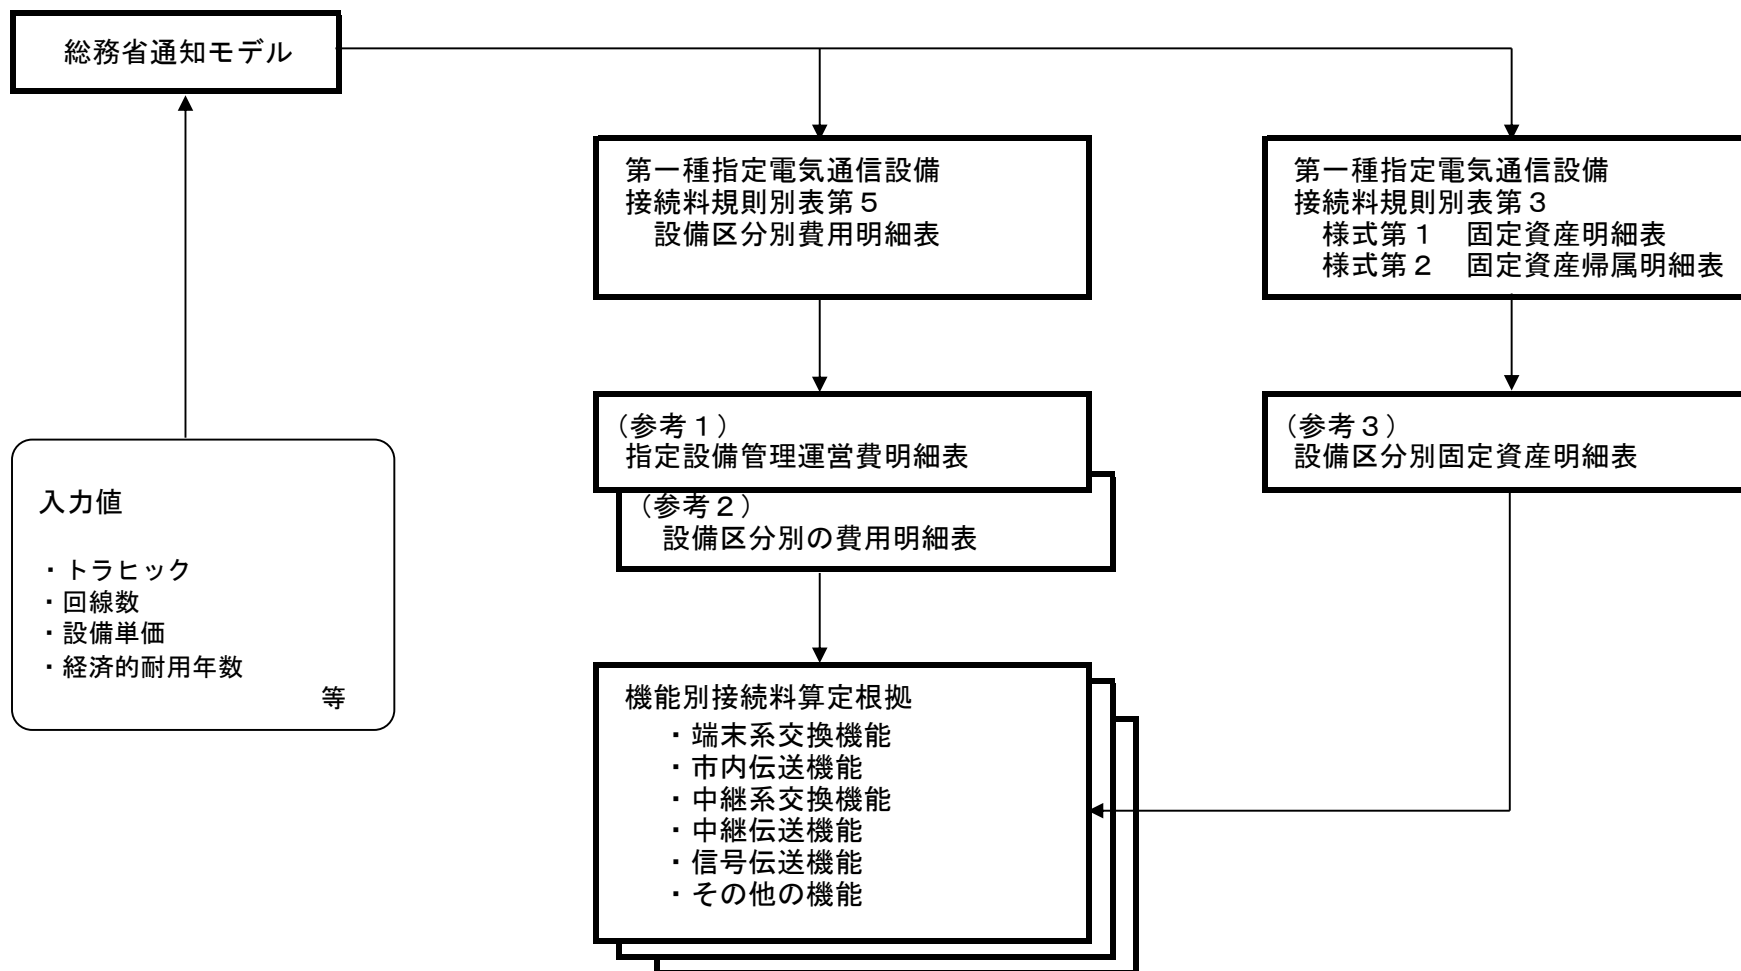 総務省通知モデル
第一種指定電気通信設備
接続料規則別表第5
設備区分別費用明細表
第一種指定電気通信設備
接続料規則別表第3
様式第1 固定資産明細表
様式第2 固定資産帰属明細表
(参考1)
指定設備管理運営費明細表
(参考2)
設備区分別の費用明細表
(参考3)
設備区分別固定資産明細表
入力値
・トラヒック
・回線数
・設備単価
・経済的耐用年数
等
機能別接続料算定根拠
・端末系交換機能
・市内伝送機能
・中継系交換機能
・中継伝送機能
・信号伝送機能
・その他の機能